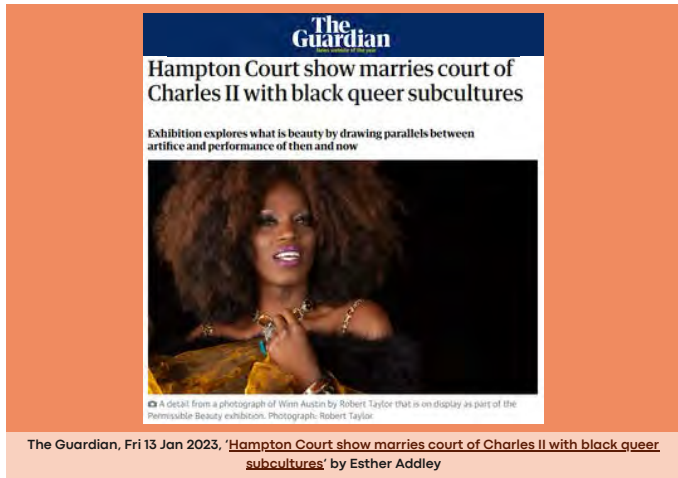 The
Guardian
News website of the year
Hampton Court show marries court of
Charles II with black queer subcultures
Exhibition explores what is beauty by drawing parallels between
artifice and performance of then and now
A detail from a photograph of Winn Austin by Robert Taylor that is on display as part of the
Permissible Beauty exhibition. Photograph: Robert Taylor
The Guardian, Fri 13 Jan 2023, ‘Hampton Court show marries court of Charles II with black queer
subcultures’ by Esther Addley